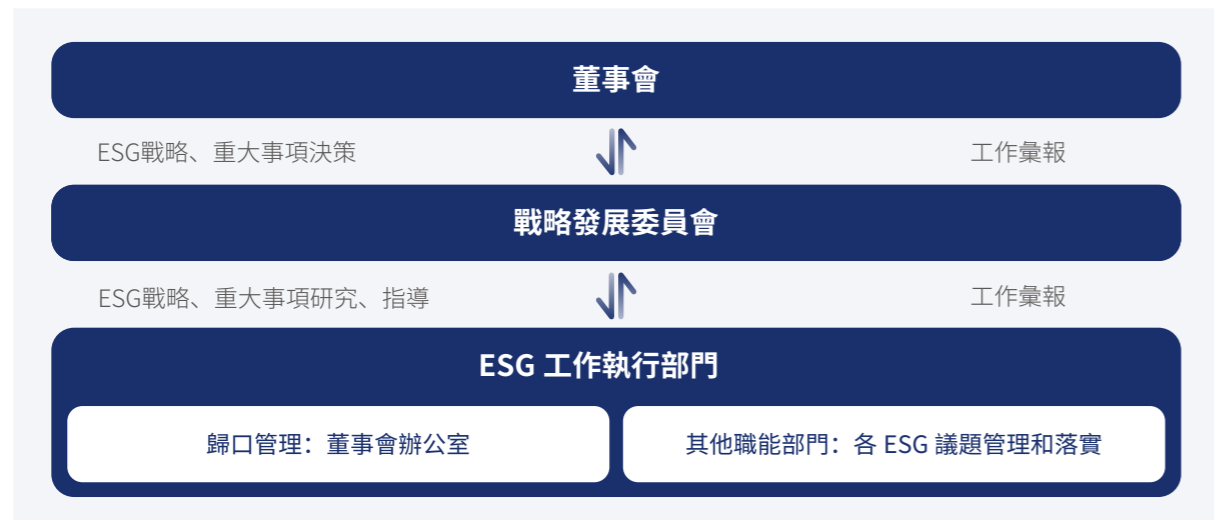 董事會
ESG戰略、重大事項決策
工作彙報
戰略發展委員會
ESG戰略、重大事項研究、指導
工作彙報
ESG 工作執行部門
歸口管理：董事會辦公室
其他職能部門：各 ESG 議題管理和落實